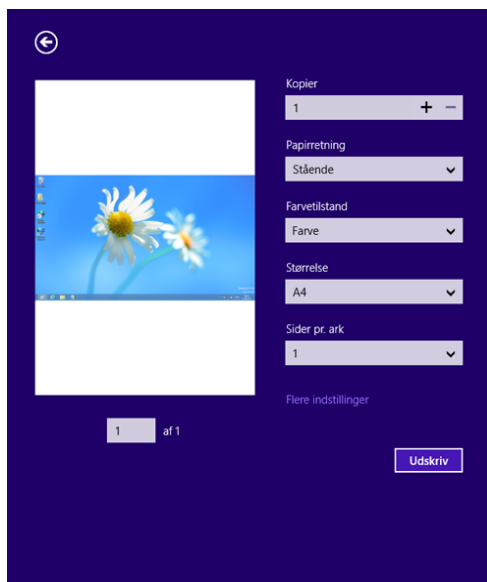 Kopier
1
Papirretning
Stående
Farvetilstand
Farve
Størrelse
A4
Sider pr. ark
1
Flere indstillinger
1 af 1
Udskriv